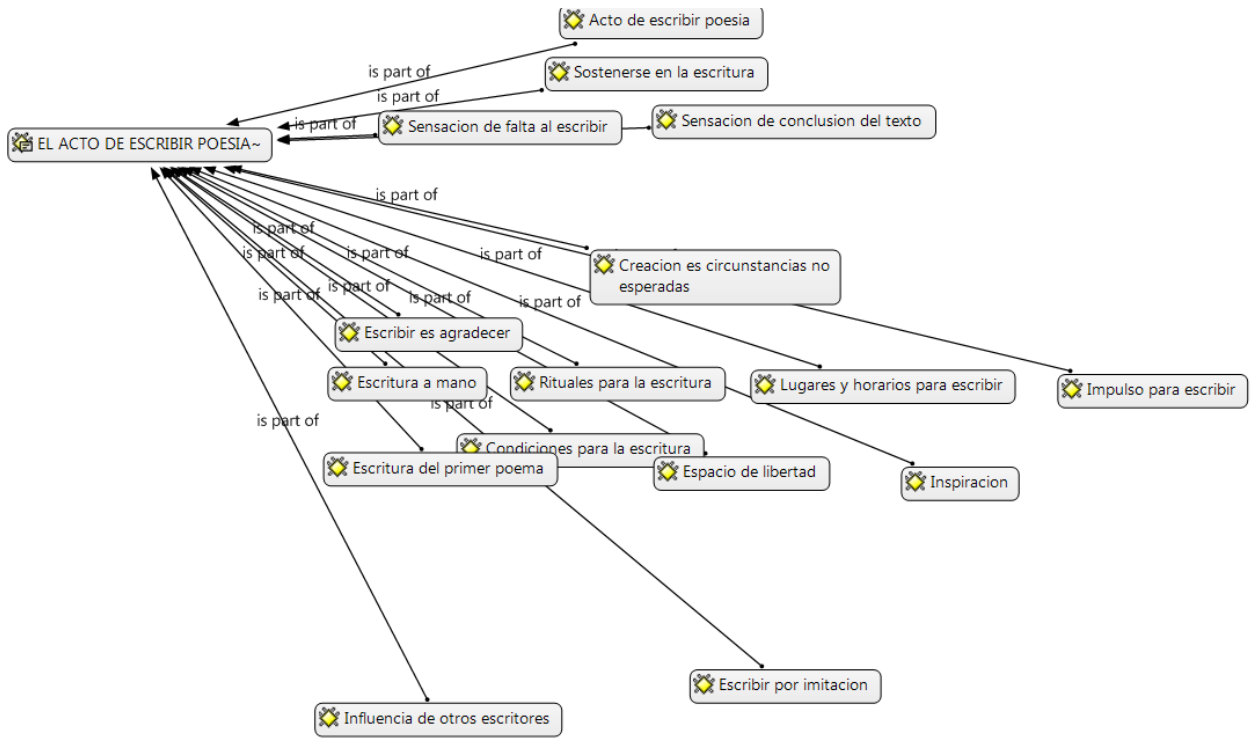 Acto de escribir poesia
is part of
Sostenerse en la escritura
is part of
Sensacion de conclusion del texto
is part of
Sensacion de falta al escribir
EL ACTO DE ESCRIBIR POESIA~
is part of
is part of
is part of
is part of
is part of
Creacion es circunstancias no
esperadas
is part of
is part of
is part of
is part of
Escribir es agradecer
Escritura a mano
Rituales para la escritura
Lugares y horarios para escribir
Impulso para escribir
is part of
is part of
Condiciones para la escritura
Escritura del primer poema
Espacio de libertad
Inspiracion
Escribir por imitacion
Influencia de otros escritores